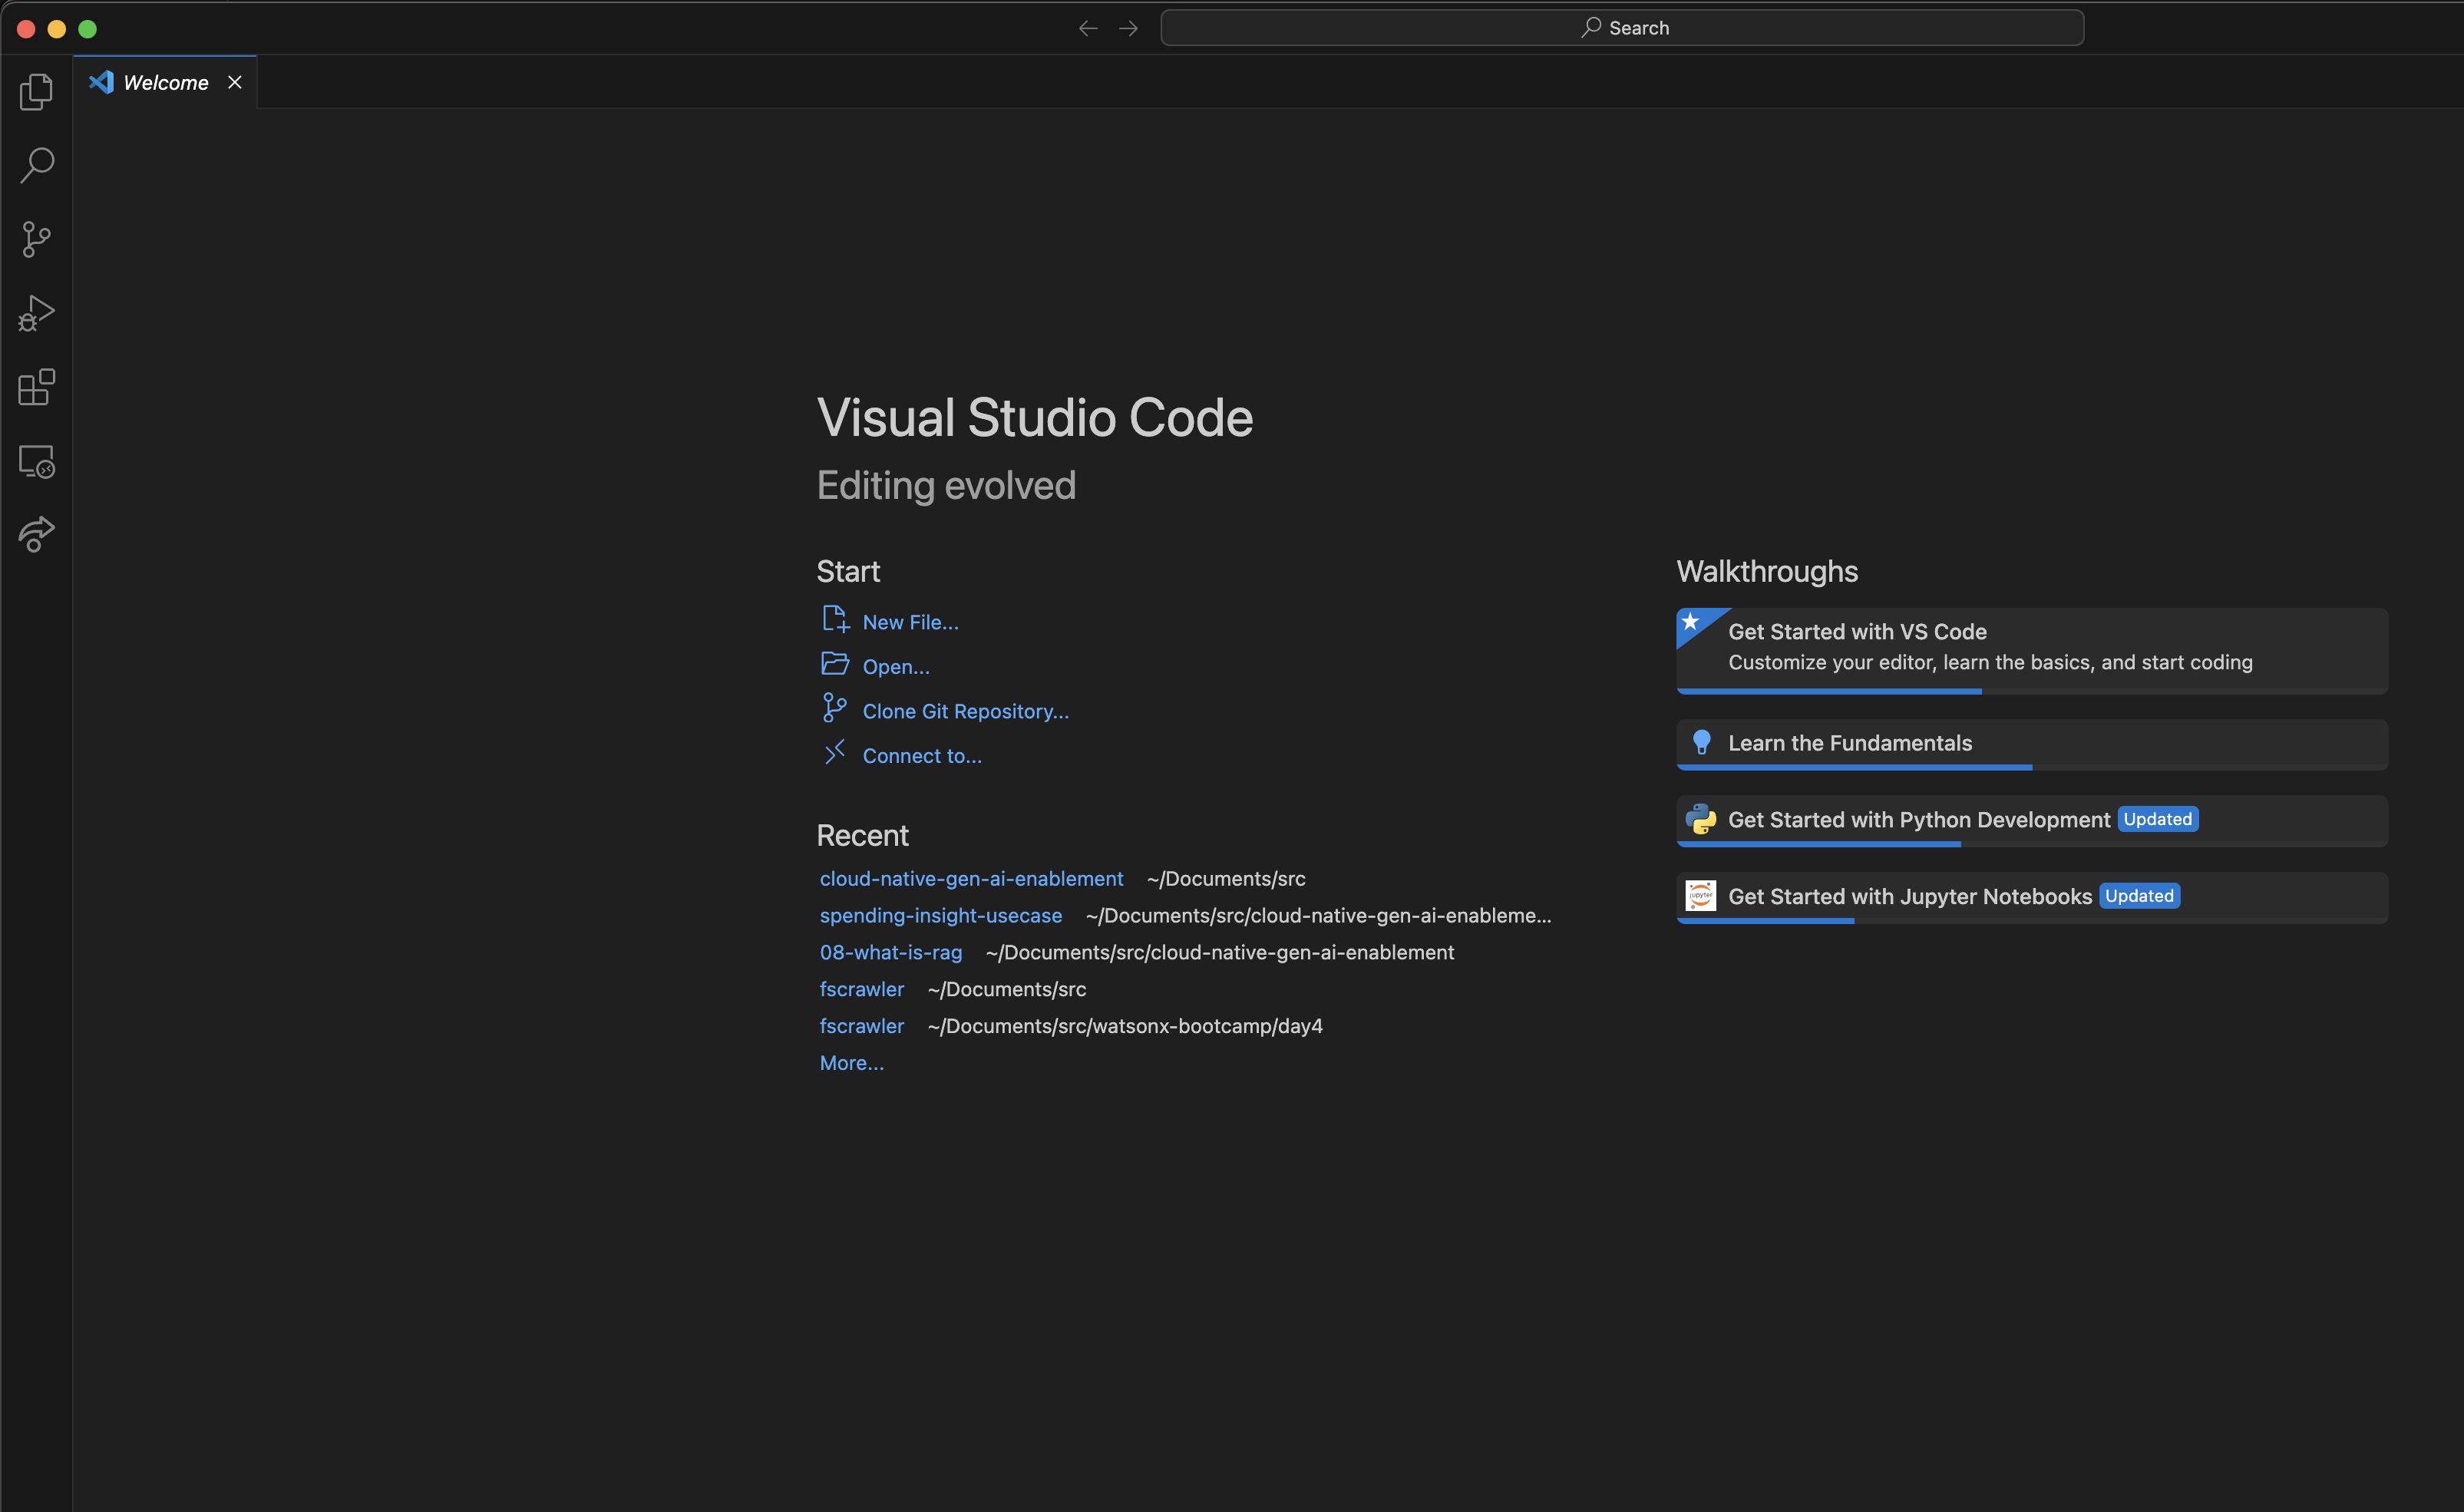 Search
Welcome
Visual Studio Code
Editing evolved
Start
New File...
Open...
Clone Git Repository...
Connect to...
Recent
cloud-native-gen-ai-enablement ~/Documents/src
spending-insight-usecase ~/Documents/src/cloud-native-gen-ai-enableme...
08-what-is-rag ~/Documents/src/cloud-native-gen-ai-enablement
fscrawler ~/Documents/src
fscrawler ~/Documents/src/watsonx-bootcamp/day4
More...
Walkthroughs
Get Started with VS Code
Customize your editor, learn the basics, and start coding
Learn the Fundamentals
Get Started with Python Development Updated
jupyter
Get Started with Jupyter Notebooks Updated